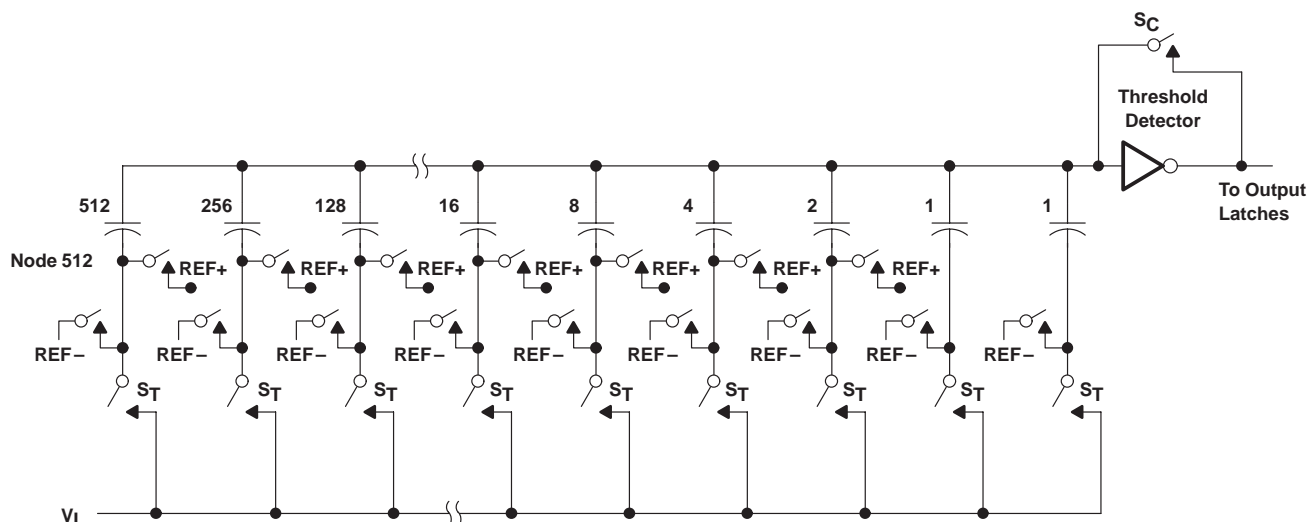 SC
Threshold
Detector
To Output
Latches
512 256 128 16 8 4 2 1 1
Node 512
REF+ REF+ REF+ REF+ REF+ REF+ REF+
REF− REF− REF− REF− REF− REF− REF− REF− REF−
ST ST ST ST ST ST ST ST ST
VI